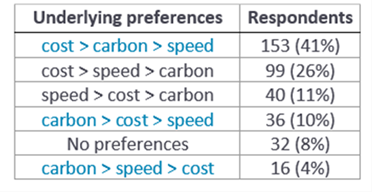 Underlying preferences Respondents
cost > carbon > speed 153 (41%)
cost > speed > carbon 99 (26%)
speed > cost > carbon 40 (11%)
carbon > cost > speed 36 (10%)
No preferences 32 (8%)
carbon > speed > cost 16 (4%)